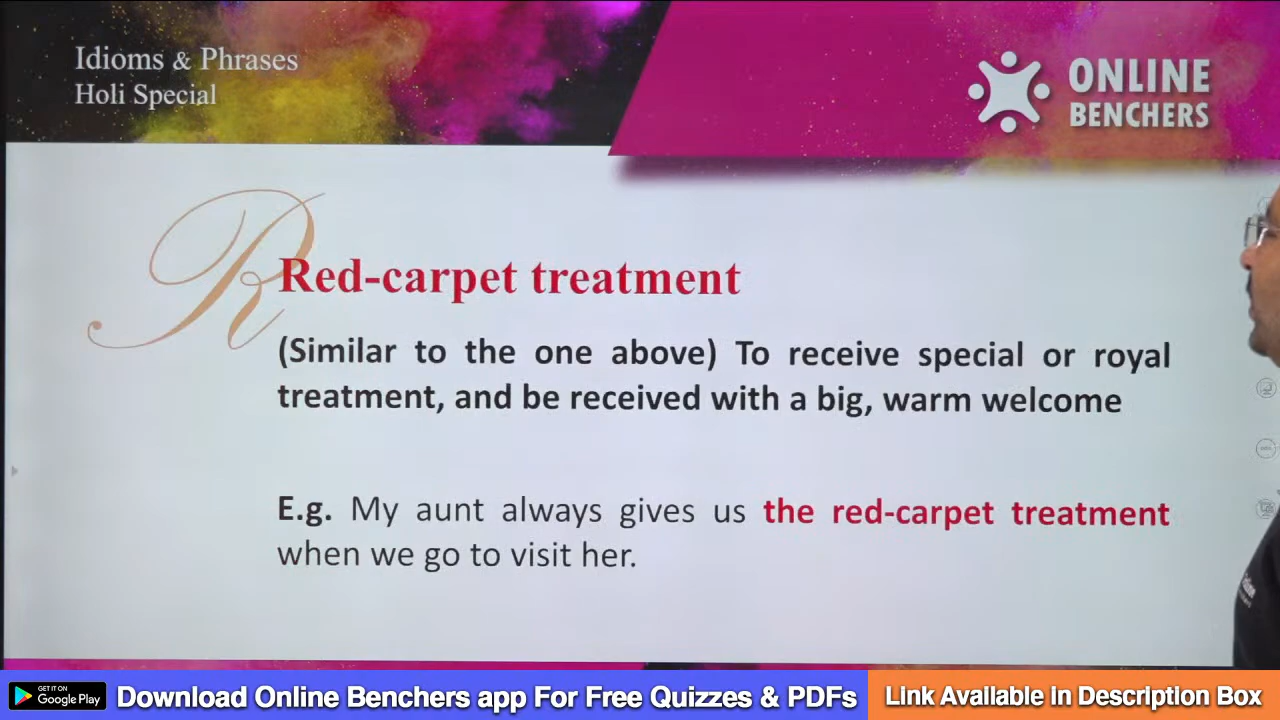 Idioms & Phrases
Holi Special
ONLINE
BENCHERS
R
Red-carpet treatment
(Similar to the one above) To receive special or royal
treatment, and be received with a big, warm welcome
E.g. My aunt always gives us the red-carpet treatment
when we go to visit her.
GET IT ON
Google Play
Download Online Benchers app For Free Quizzes & PDFs
Link Available In Description Box